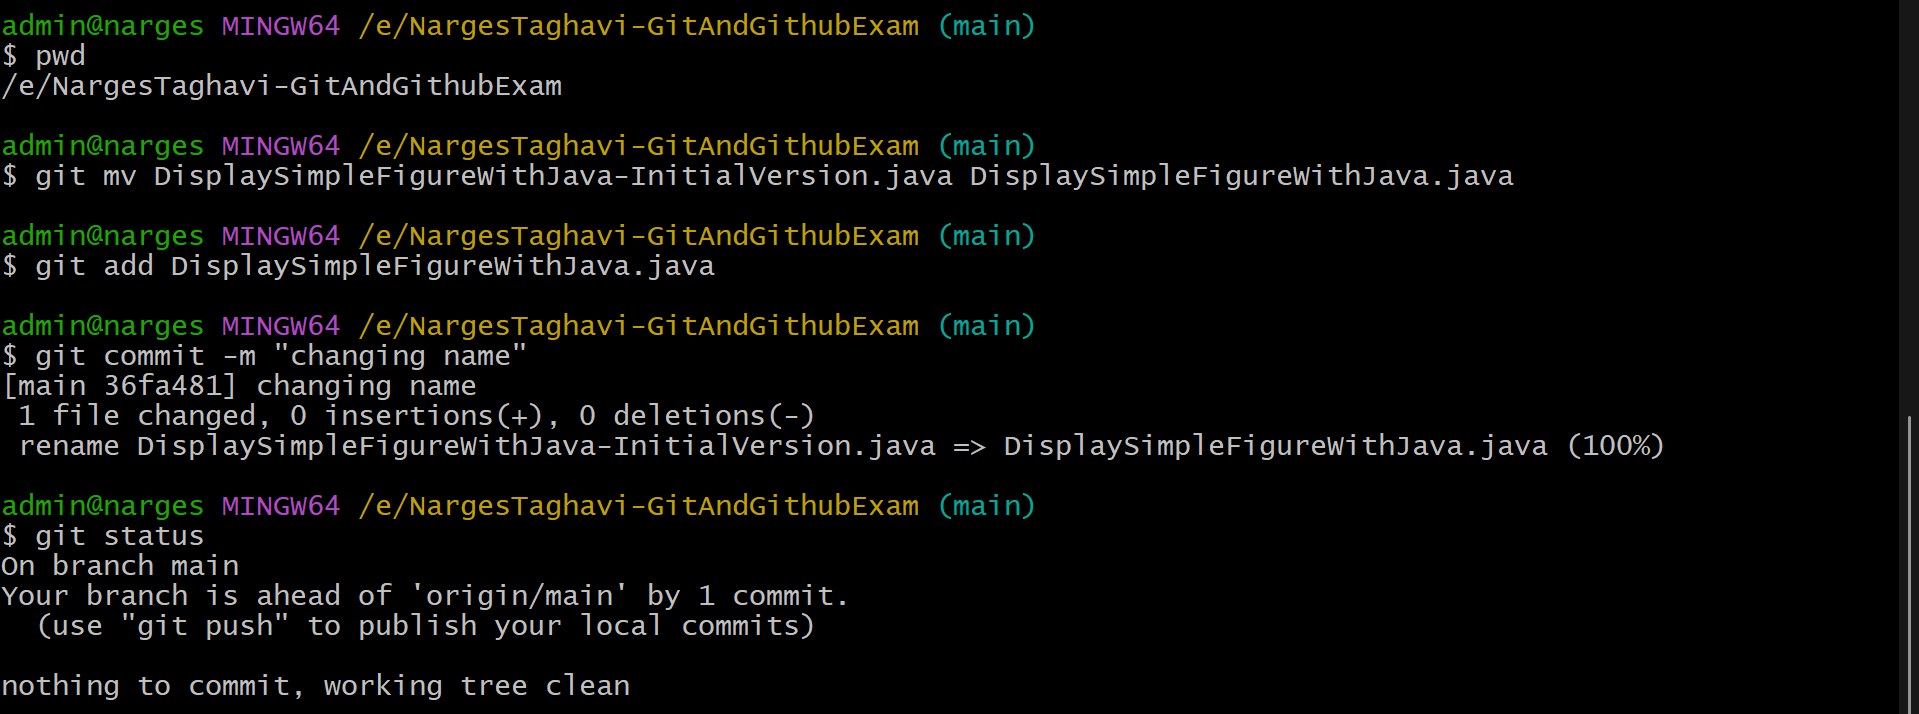 admin@narges MINGW64 /e/NargesTaghavi-GitAndGithubExam (main)
$ pwd
/e/NargesTaghavi-GitAndGithubExam

admin@narges MINGW64 /e/NargesTaghavi-GitAndGithubExam (main)
$ git mv DisplaySimpleFigureWithJava-InitialVersion.java DisplaySimpleFigureWithJava.java

admin@narges MINGW64 /e/NargesTaghavi-GitAndGithubExam (main)
$ git add DisplaySimpleFigureWithJava.java

admin@narges MINGW64 /e/NargesTaghavi-GitAndGithubExam (main)
$ git commit -m "changing name"
[main 36fa481] changing name
 1 file changed, 0 insertions(+), 0 deletions(-)
 rename DisplaySimpleFigureWithJava-InitialVersion.java => DisplaySimpleFigureWithJava.java (100%)

admin@narges MINGW64 /e/NargesTaghavi-GitAndGithubExam (main)
$ git status
On branch main
Your branch is ahead of 'origin/main' by 1 commit.
  (use "git push" to publish your local commits)

nothing to commit, working tree clean